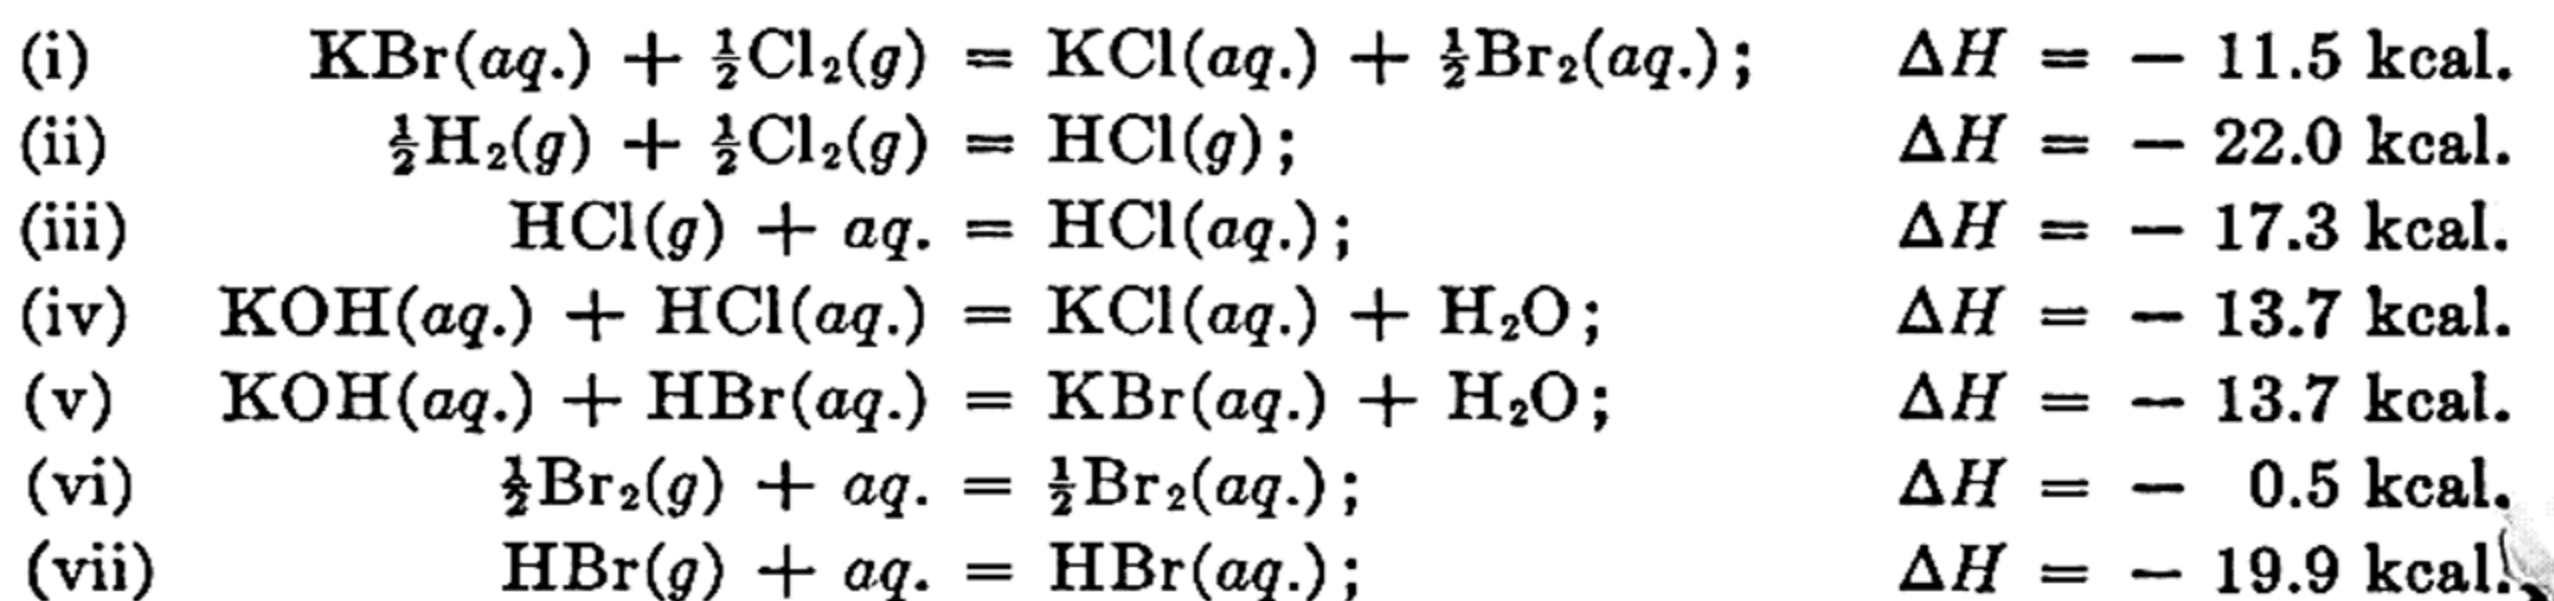 (i) KBr(aq.) + ½Cl₂(g) = KCl(aq.) + ½Br₂(aq.); ΔH = − 11.5 kcal.
(ii) ½H₂(g) + ½Cl₂(g) = HCl(g); ΔH = − 22.0 kcal.
(iii) HCl(g) + aq. = HCl(aq.); ΔH = − 17.3 kcal.
(iv) KOH(aq.) + HCl(aq.) = KCl(aq.) + H₂O; ΔH = − 13.7 kcal.
(v) KOH(aq.) + HBr(aq.) = KBr(aq.) + H₂O; ΔH = − 13.7 kcal.
(vi) ½Br₂(g) + aq. = ½Br₂(aq.); ΔH = − 0.5 kcal.
(vii) HBr(g) + aq. = HBr(aq.); ΔH = − 19.9 kcal.